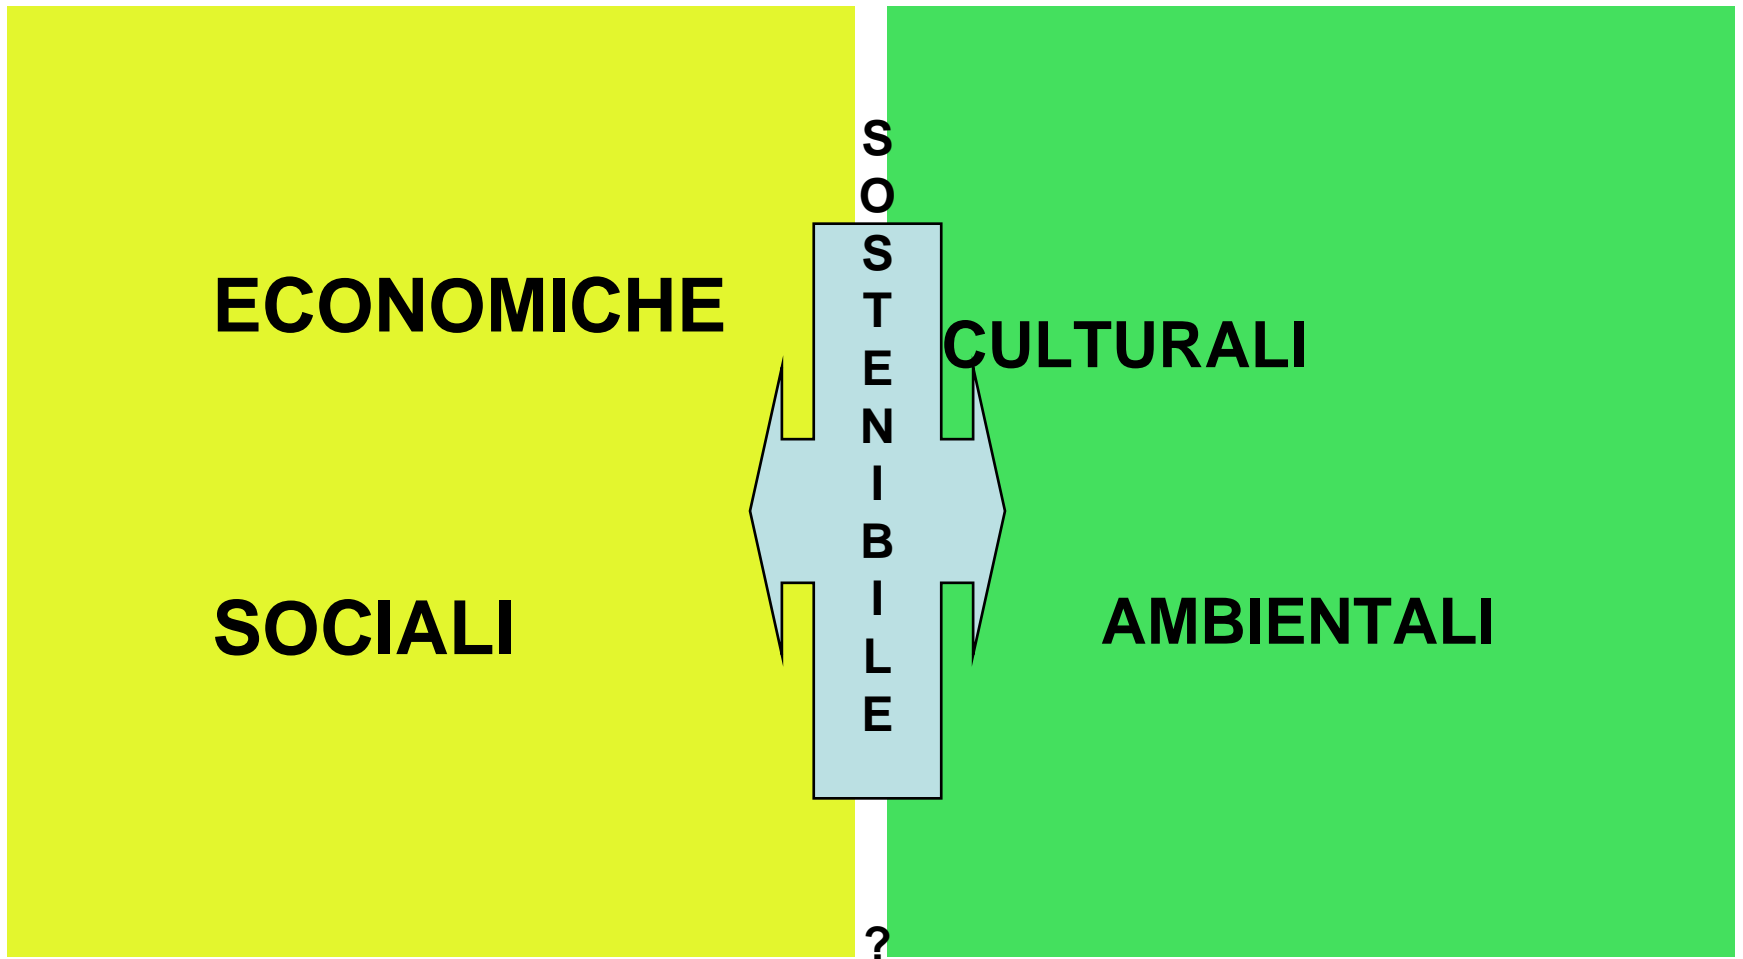 ECONOMICHE
SOCIALI
S
O
S
T
E
N
I
B
I
L
E
?
CULTURALI
AMBIENTALI